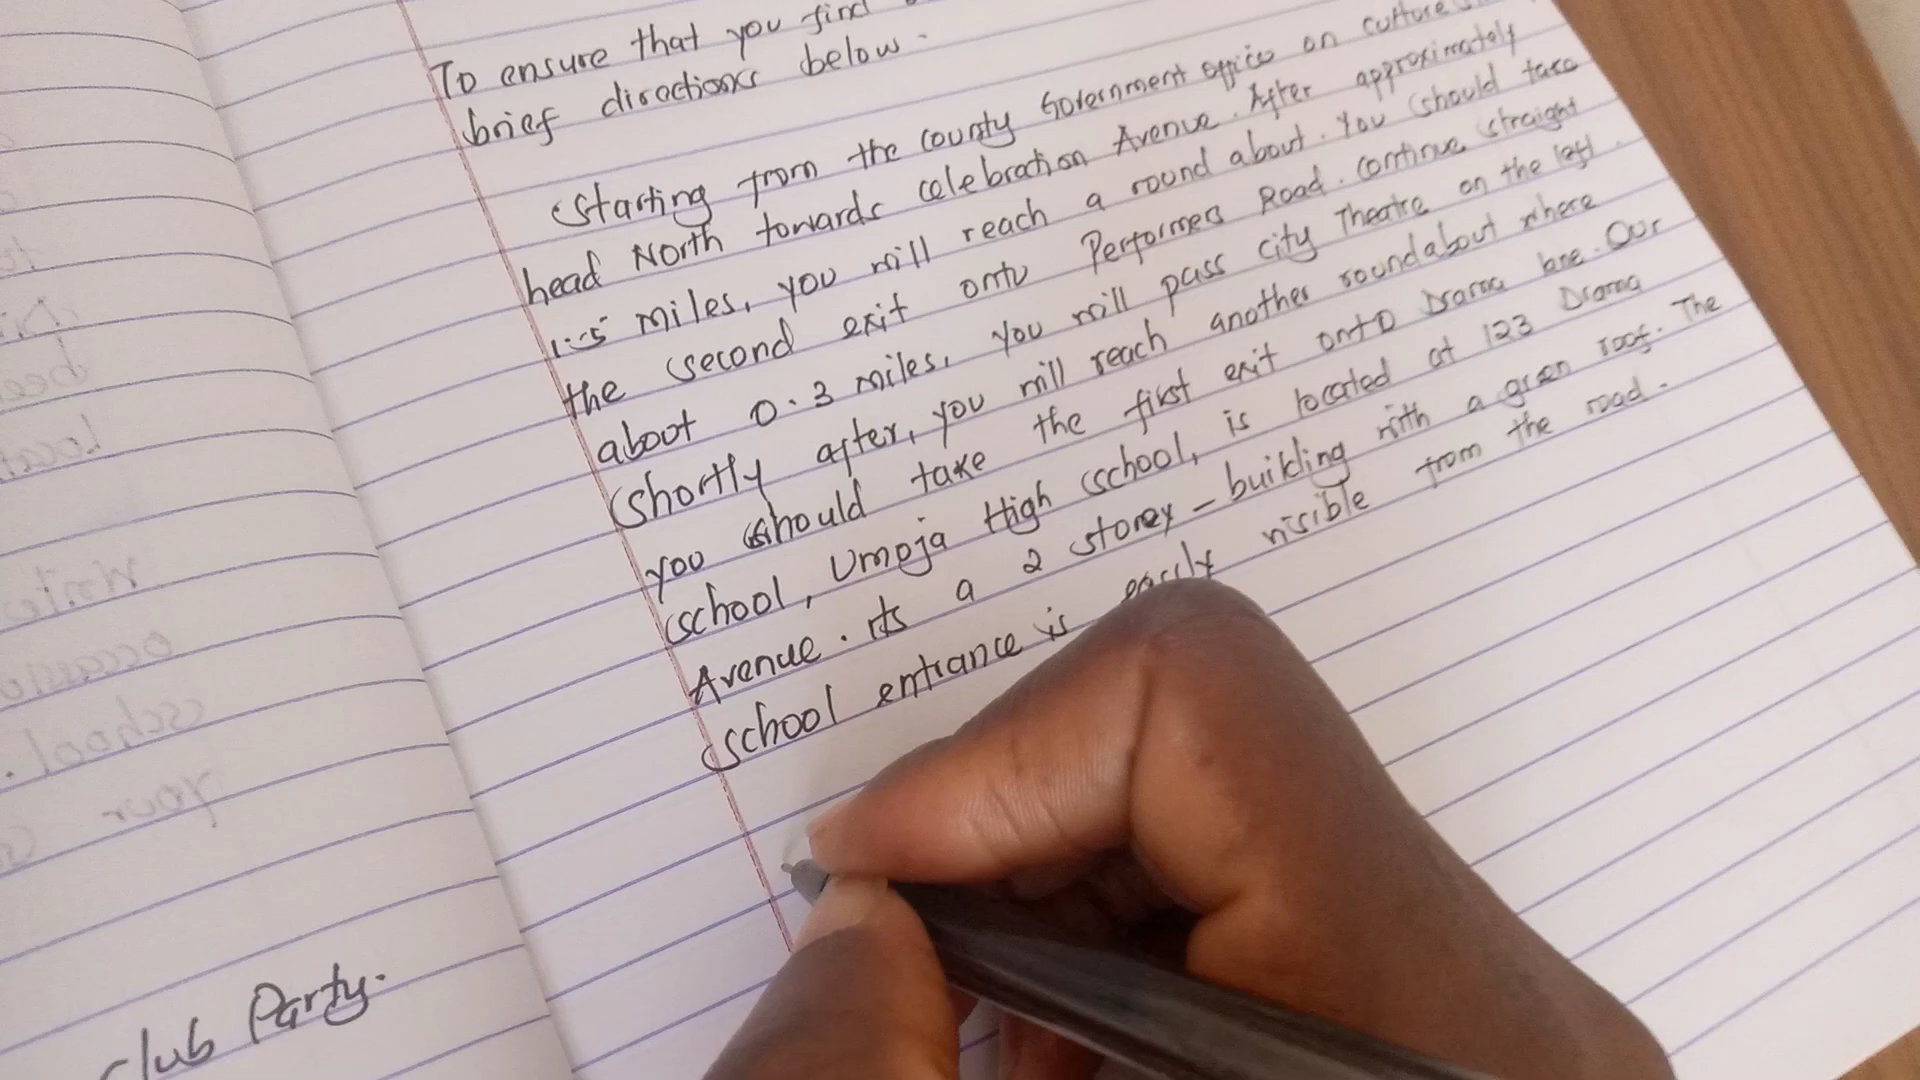 To ensure that you find
brief directions below.
Starting from the County Government office on culture
head North towards celebration Avenue. After approximately
1.5 miles, you will reach a round about. You should take
the second exit onto Performers Road. Continue straight
about 0.3 miles, you will pass city Theatre on the left.
Shortly after, you will reach another roundabout where
you should take the first exit onto Drama lane. Our
school, Umoja High school, is located at 123 Drama
Avenue. Its a 2 storey-building with a green roof. The
school entrance is easily visible from the road.
club Party.